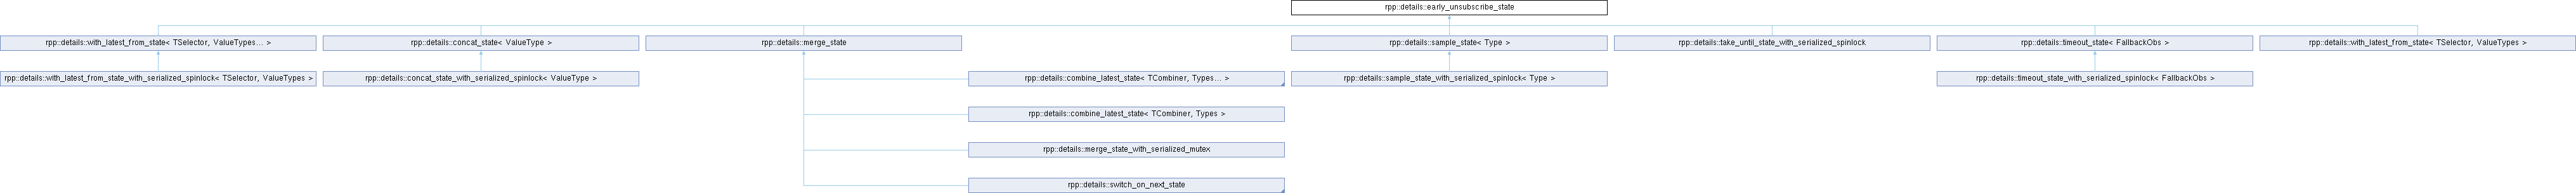 rpp::details::early_unsubscribe_state
rpp::details::with_latest_from_state< TSelector, ValueTypes... >
rpp::details::concat_state< ValueType >
rpp::details::merge_state
rpp::details::sample_state< Type >
rpp::details::take_until_state_with_serialized_spinlock
rpp::details::timeout_state< FallbackObs >
rpp::details::with_latest_from_state< TSelector, ValueTypes >
rpp::details::with_latest_from_state_with_serialized_spinlock< TSelector, ValueTypes >
rpp::details::concat_state_with_serialized_spinlock< ValueType >
rpp::details::combine_latest_state< TCombiner, Types... >
rpp::details::sample_state_with_serialized_spinlock< Type >
rpp::details::timeout_state_with_serialized_spinlock< FallbackObs >
rpp::details::combine_latest_state< TCombiner, Types >
rpp::details::merge_state_with_serialized_mutex
rpp::details::switch_on_next_state